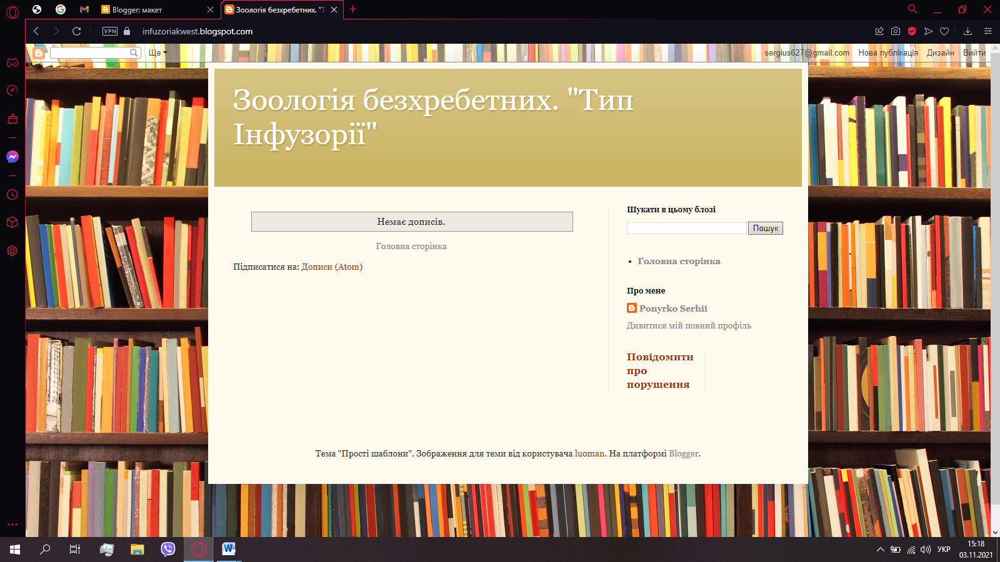 Blogger: макет
Зоологія безхребетних. "Т
VPN
infuzoriakwest.blogspot.com
Ще
sergius627@gmail.com Нова публікація Дизайн Вийти
Зоологія безхребетних. "Тип
Інфузорії"
Немає дописів.
Головна сторінка
Підписатися на: Дописи (Atom)
Шукати в цьому блозі
Пошук
Головна сторінка
Про мене
Ponyrko Serhii
Дивитися мій повний профіль
Повідомити
про
порушення
Тема "Прості шаблони". Зображення для теми від користувача luoman. На платформі Blogger.
УКР
15:18
03.11.2021